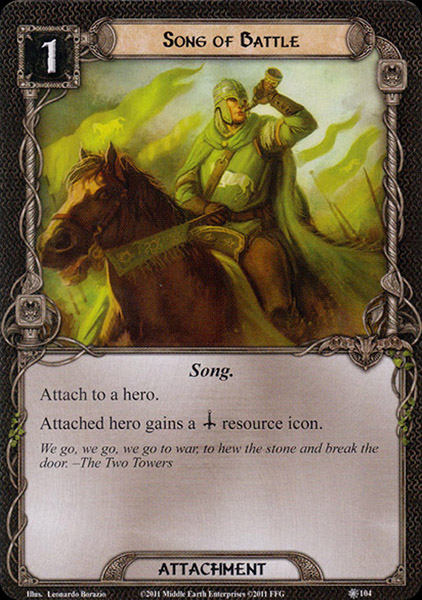 1
SONG OF BATTLE
Song.
Attach to a hero.
Attached hero gains a resource icon.
We go, we go, we go to war, to hew the stone and break the
door. –The Two Towers
ATTACHMENT
Illus. Leonardo Borazio
©2011 Middle Earth Enterprises ©2011 FFG
104